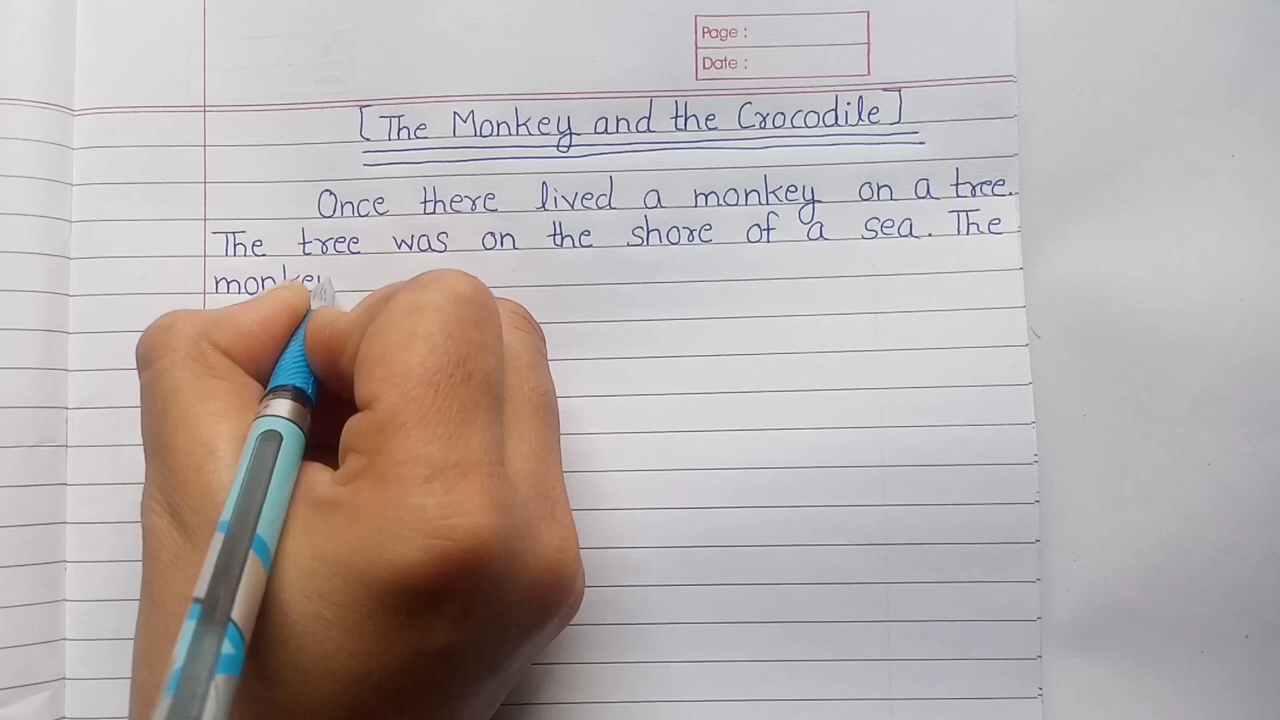 Page :
Date :
[The Monkey and the Crocodile]
Once there lived a monkey on a tree.
The tree was on the shore of a sea. The
monkey